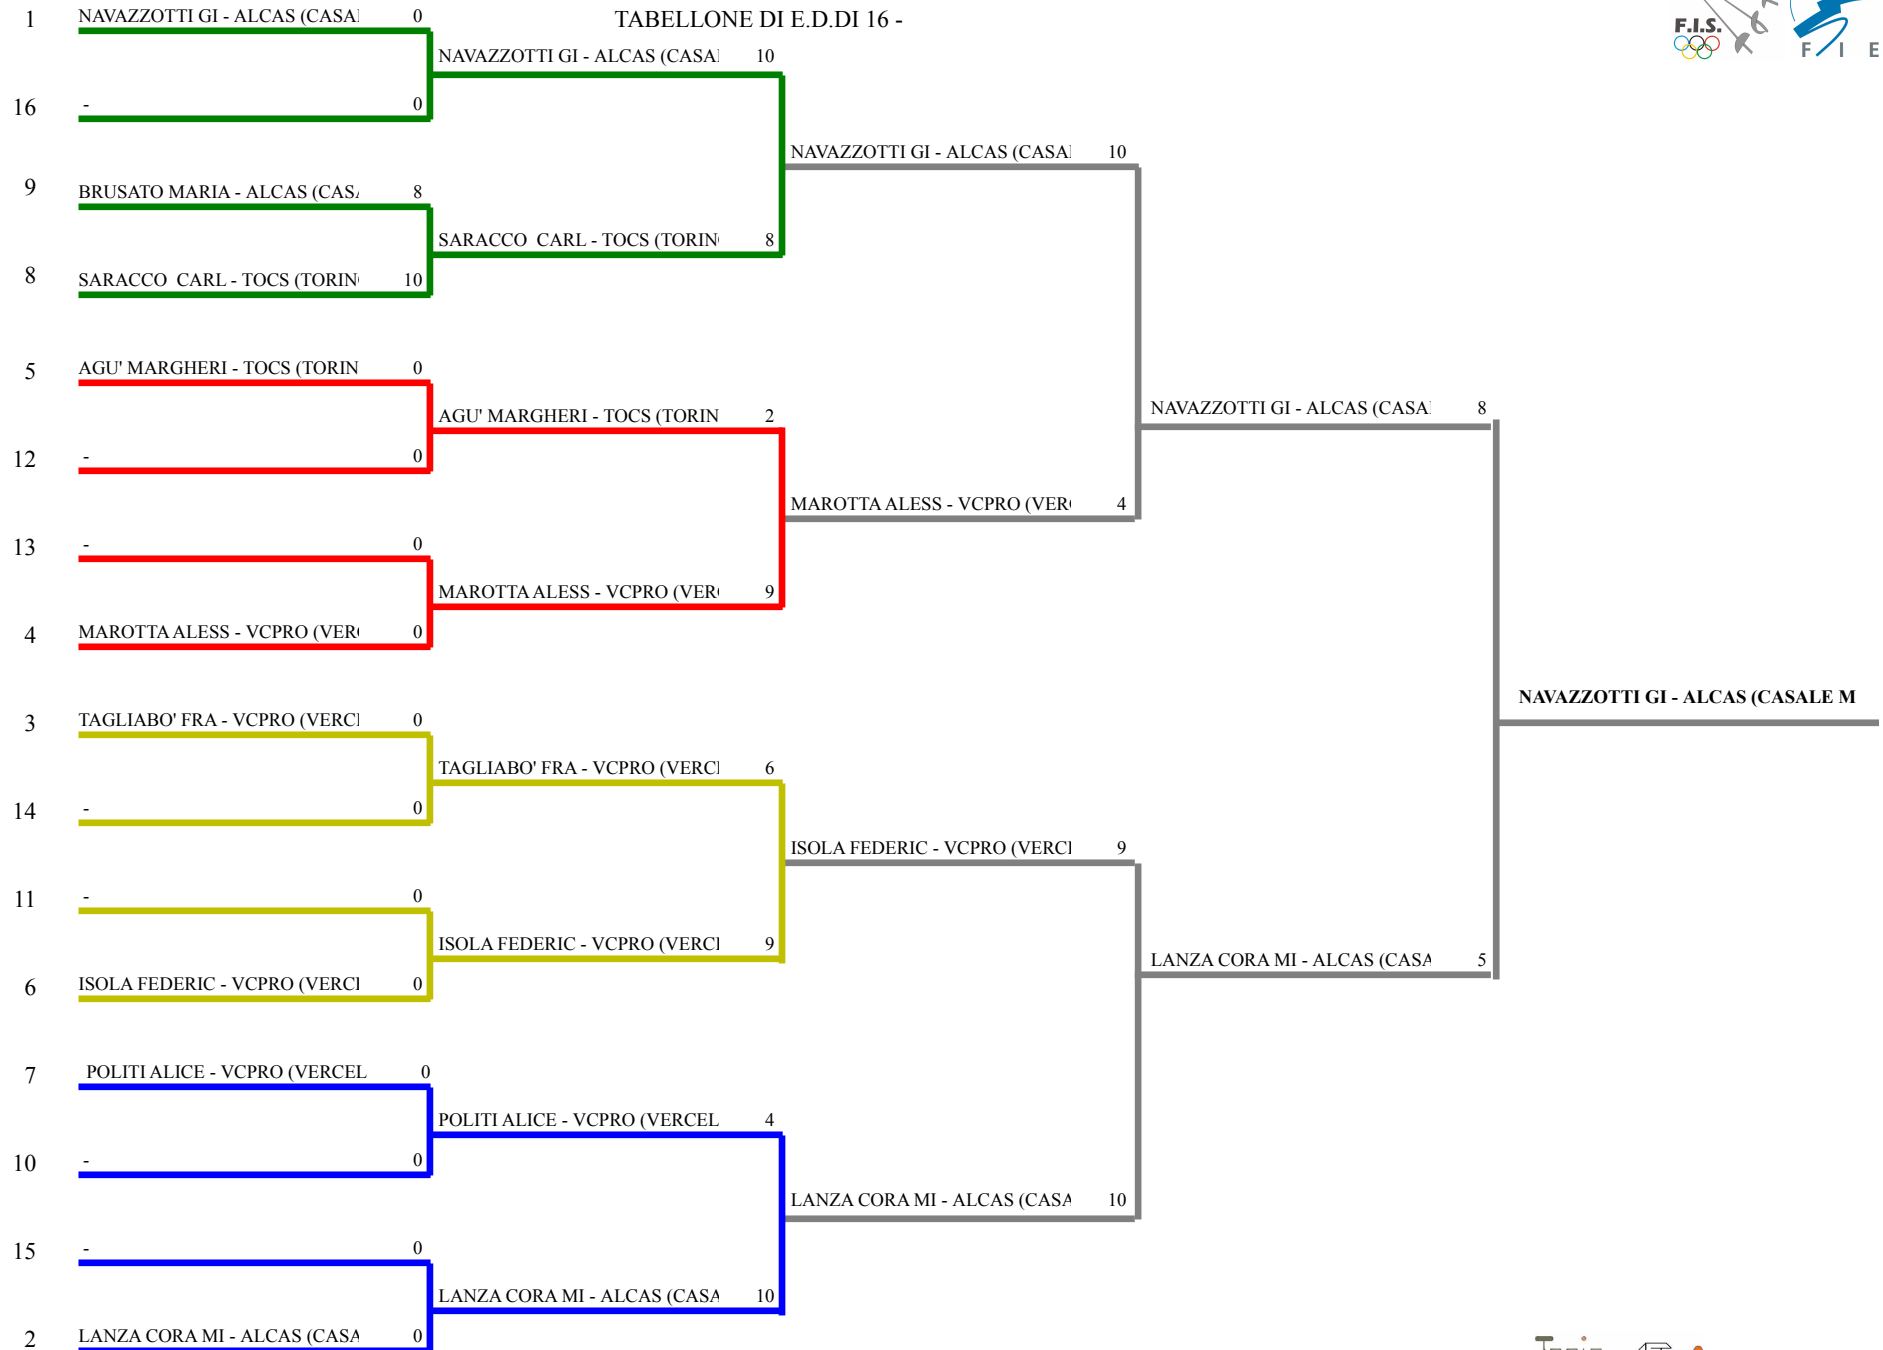 TABELLONE DI E.D.DI 16 -
F.I.S.
F I E
1 NAVAZZOTTI GI - ALCAS (CASA 0
NAVAZZOTTI GI - ALCAS (CASA 10
16 - 0
NAVAZZOTTI GI - ALCAS (CASA 10
9 BRUSATO MARIA - ALCAS (CAS 8
SARACCO CARL - TOCS (TORIN 8
8 SARACCO CARL - TOCS (TORIN 10
5 AGU' MARGHERI - TOCS (TORIN 0
AGU' MARGHERI - TOCS (TORIN 2
NAVAZZOTTI GI - ALCAS (CASA 8
12 - 0
MAROTTA ALESS - VCPRO (VER 4
13 - 0
MAROTTA ALESS - VCPRO (VER 9
4 MAROTTA ALESS - VCPRO (VER 0
NAVAZZOTTI GI - ALCAS (CASALE M
3 TAGLIABO' FRA - VCPRO (VERC 0
TAGLIABO' FRA - VCPRO (VERC 6
14 - 0
ISOLA FEDERIC - VCPRO (VERC 9
11 - 0
ISOLA FEDERIC - VCPRO (VERC 9
LANZA CORA MI - ALCAS (CASA 5
6 ISOLA FEDERIC - VCPRO (VERC 0
7 POLITI ALICE - VCPRO (VERCEL 0
POLITI ALICE - VCPRO (VERCEL 4
10 - 0
LANZA CORA MI - ALCAS (CASA 10
15 - 0
LANZA CORA MI - ALCAS (CASA 10
2 LANZA CORA MI - ALCAS (CASA 0